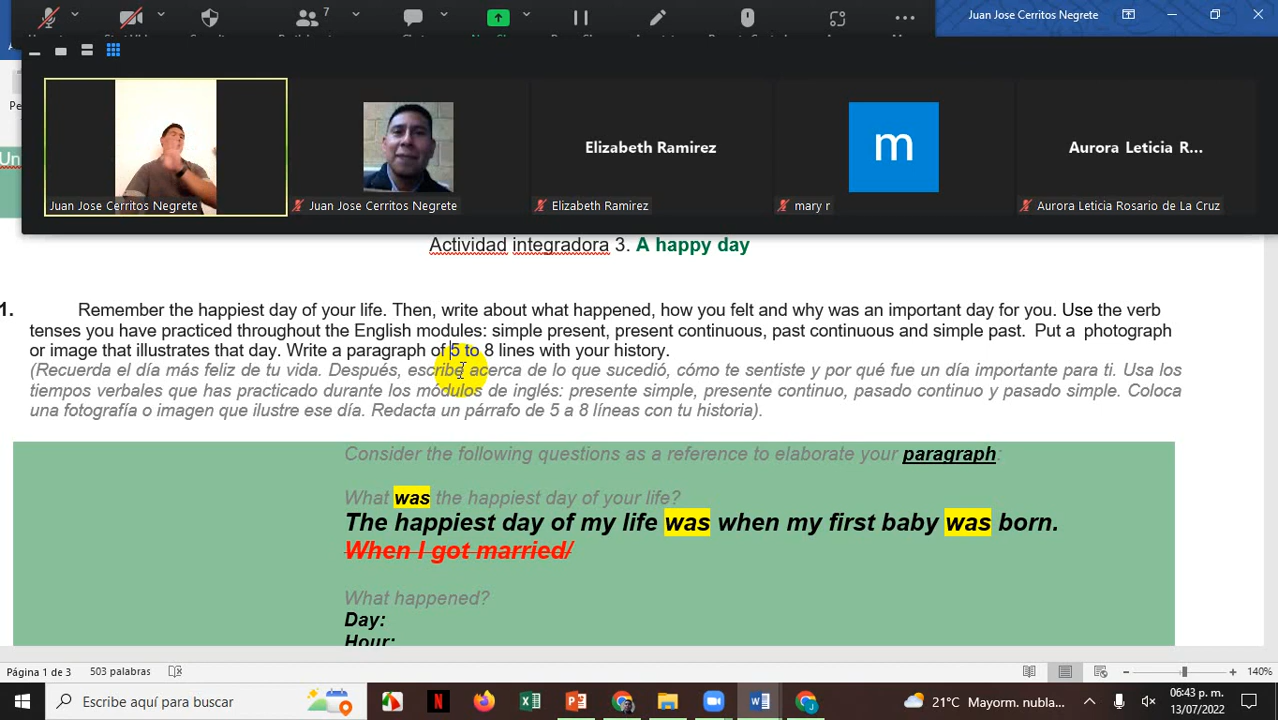 7
Juan Jose Cerritos Negrete
Juan Jose Cerritos Negrete
Juan Jose Cerritos Negrete
Elizabeth Ramirez
Elizabeth Ramirez
m
mary r
Aurora Leticia R...
Aurora Leticia Rosario de La Cruz
Pe
Un
Actividad integradora 3. A happy day
1. Remember the happiest day of your life. Then, write about what happened, how you felt and why was an important day for you. Use the verb
tenses you have practiced throughout the English modules: simple present, present continuous, past continuous and simple past. Put a photograph
or image that illustrates that day. Write a paragraph of 5 to 8 lines with your history.
(Recuerda el día más feliz de tu vida. Después, escribe acerca de lo que sucedió, cómo te sentiste y por qué fue un día importante para ti. Usa los
tiempos verbales que has practicado durante los módulos de inglés: presente simple, presente continuo, pasado continuo y pasado simple. Coloca
una fotografía o imagen que ilustre ese día. Redacta un párrafo de 5 a 8 líneas con tu historia).
Consider the following questions as a reference to elaborate your paragraph:
What was the happiest day of your life?
The happiest day of my life was when my first baby was born.
When I got married/
What happened?
Day:
Hour:
Página 1 de 3 503 palabras 140%
Escribe aquí para buscar
21°C Mayorm. nubla...
06:43 p. m.
13/07/2022